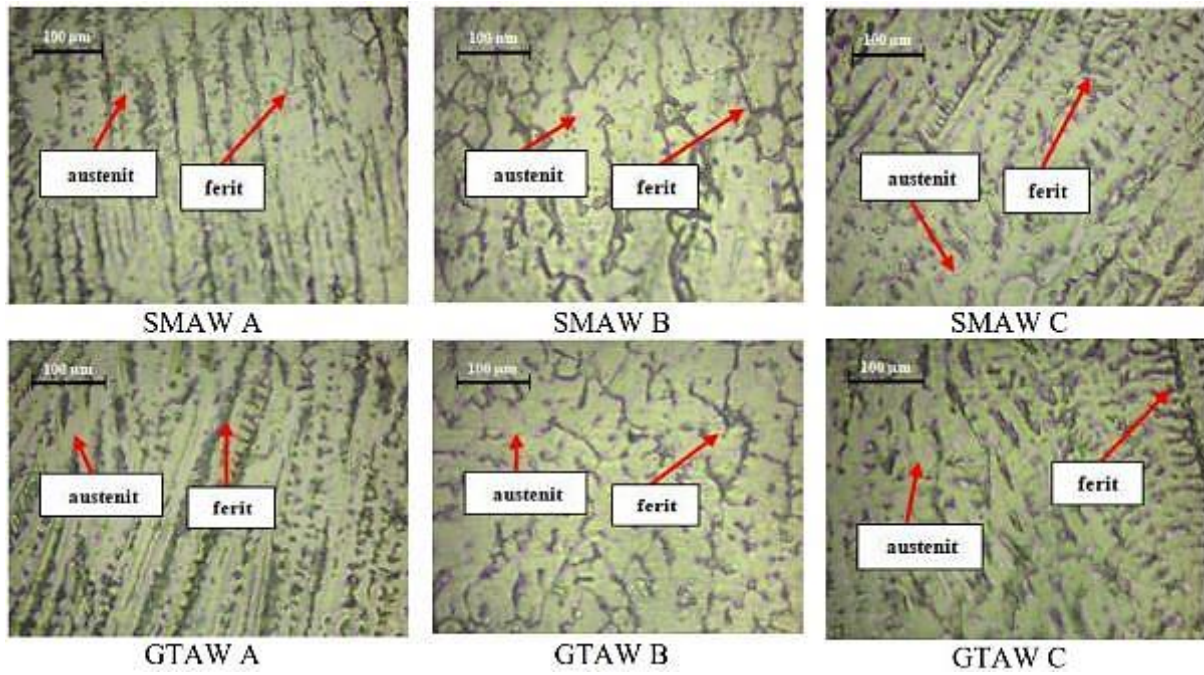 100 µm
austenit
ferit
SMAW A
100 µm
austenit
ferit
SMAW B
100 µm
austenit
ferit
SMAW C
100 µm
austenit
ferit
GTAW A
100 µm
austenit
ferit
GTAW B
100 µm
austenit
ferit
GTAW C